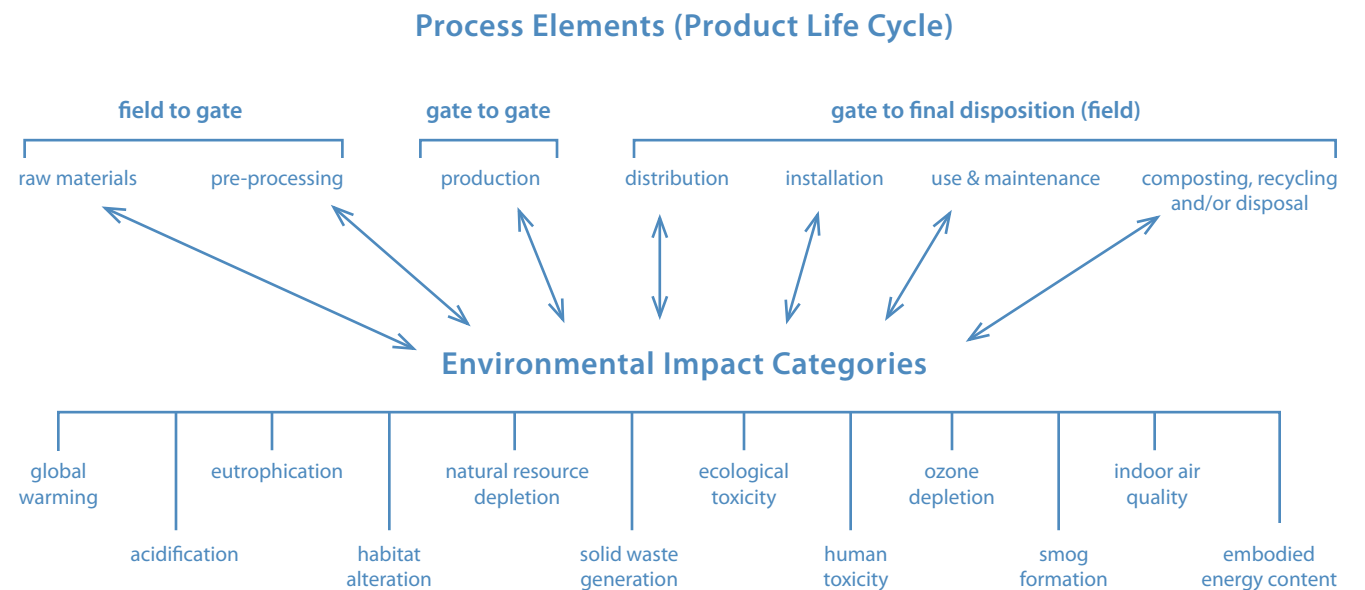 Process Elements (Product Life Cycle)
field to gate
gate to gate
gate to final disposition (field)
raw materials
pre-processing
production
distribution
installation
use & maintenance
composting, recycling
and/or disposal
Environmental Impact Categories
global
warming
acidification
eutrophication
habitat
alteration
natural resource
depletion
solid waste
generation
ecological
toxicity
human
toxicity
ozone
depletion
smog
formation
indoor air
quality
embodied
energy content